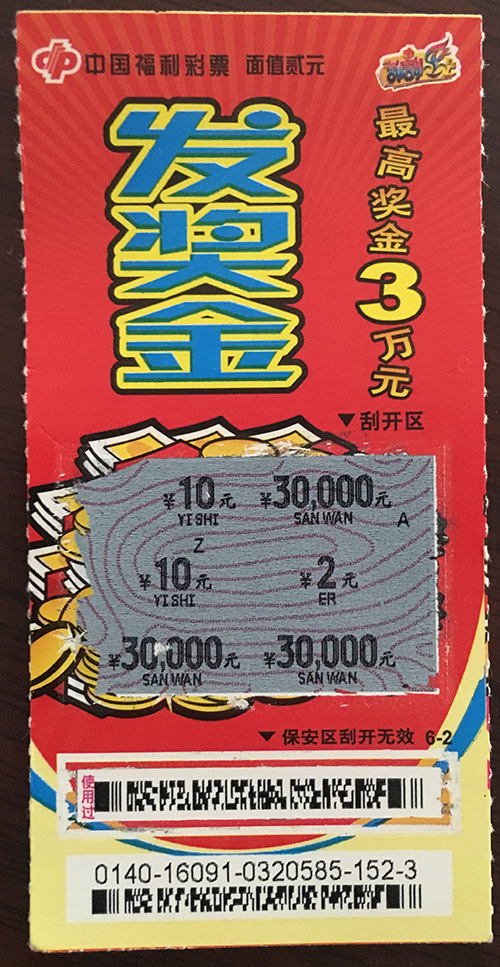 中国福利彩票 面值贰元
刮刮乐
发奖金
最高奖金3万元
▼刮开区
¥10元 ¥30,000元
YI SHI SAN WAN A
Z
¥10元 ¥2元
YI SHI ER
¥30,000元 ¥30,000元
SAN WAN SAN WAN
▼保安区刮开无效 6-2
使用过
0140-16091-0320585-152-3